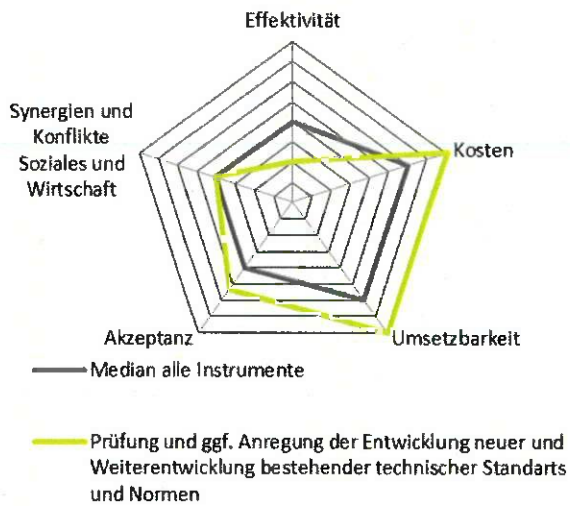 Effektivität
Synergien und
Konflikte
Soziales und
Wirtschaft
Kosten
Akzeptanz
Umsetzbarkeit
Median alle Instrumente
Prüfung und ggf. Anregung der Entwicklung neuer und
Weiterentwicklung bestehender technischer Standarts
und Normen